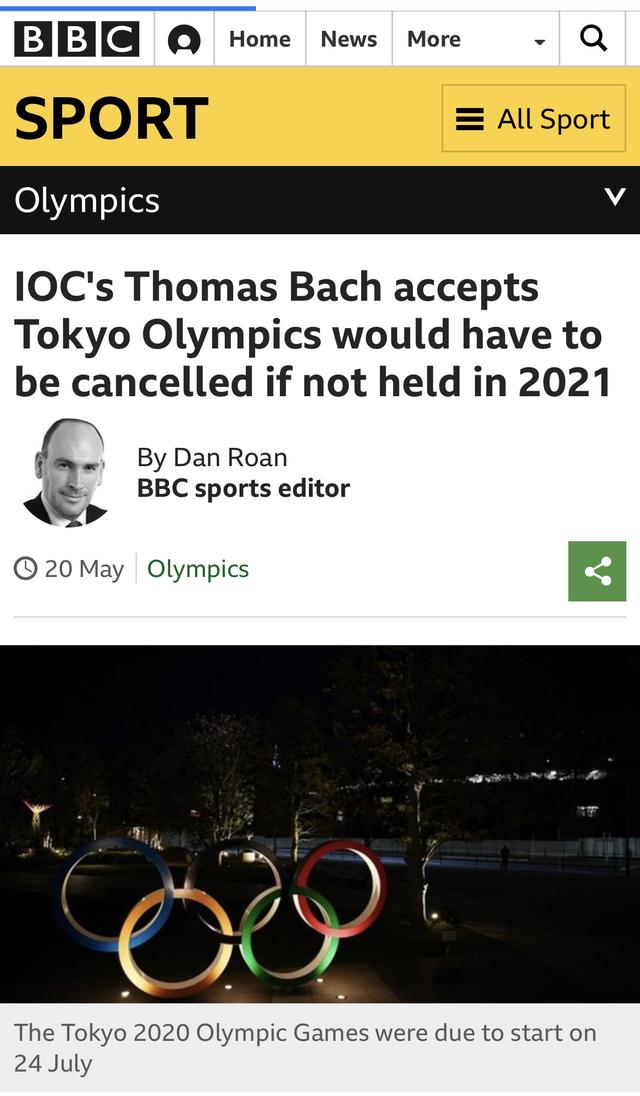 BBC
Home
News
More
SPORT
All Sport
Olympics
IOC's Thomas Bach accepts
Tokyo Olympics would have to
be cancelled if not held in 2021
By Dan Roan
BBC sports editor
20 May
Olympics
The Tokyo 2020 Olympic Games were due to start on
24 July